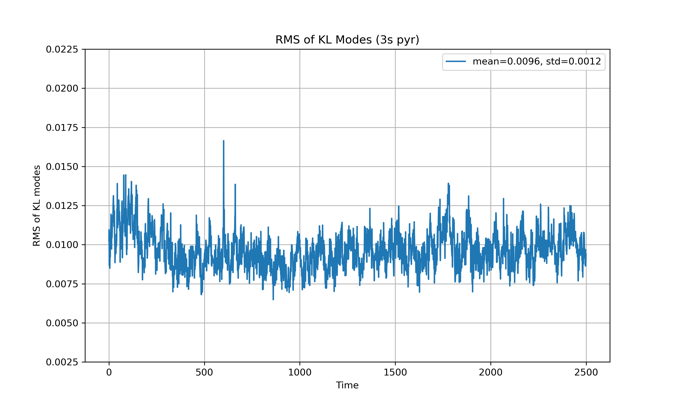 RMS of KL Modes (3s pyr)
mean=0.0096, std=0.0012
RMS of KL modes
0.0225
0.0200
0.0175
0.0150
0.0125
0.0100
0.0075
0.0050
0.0025
0 500 1000 1500 2000 2500
Time